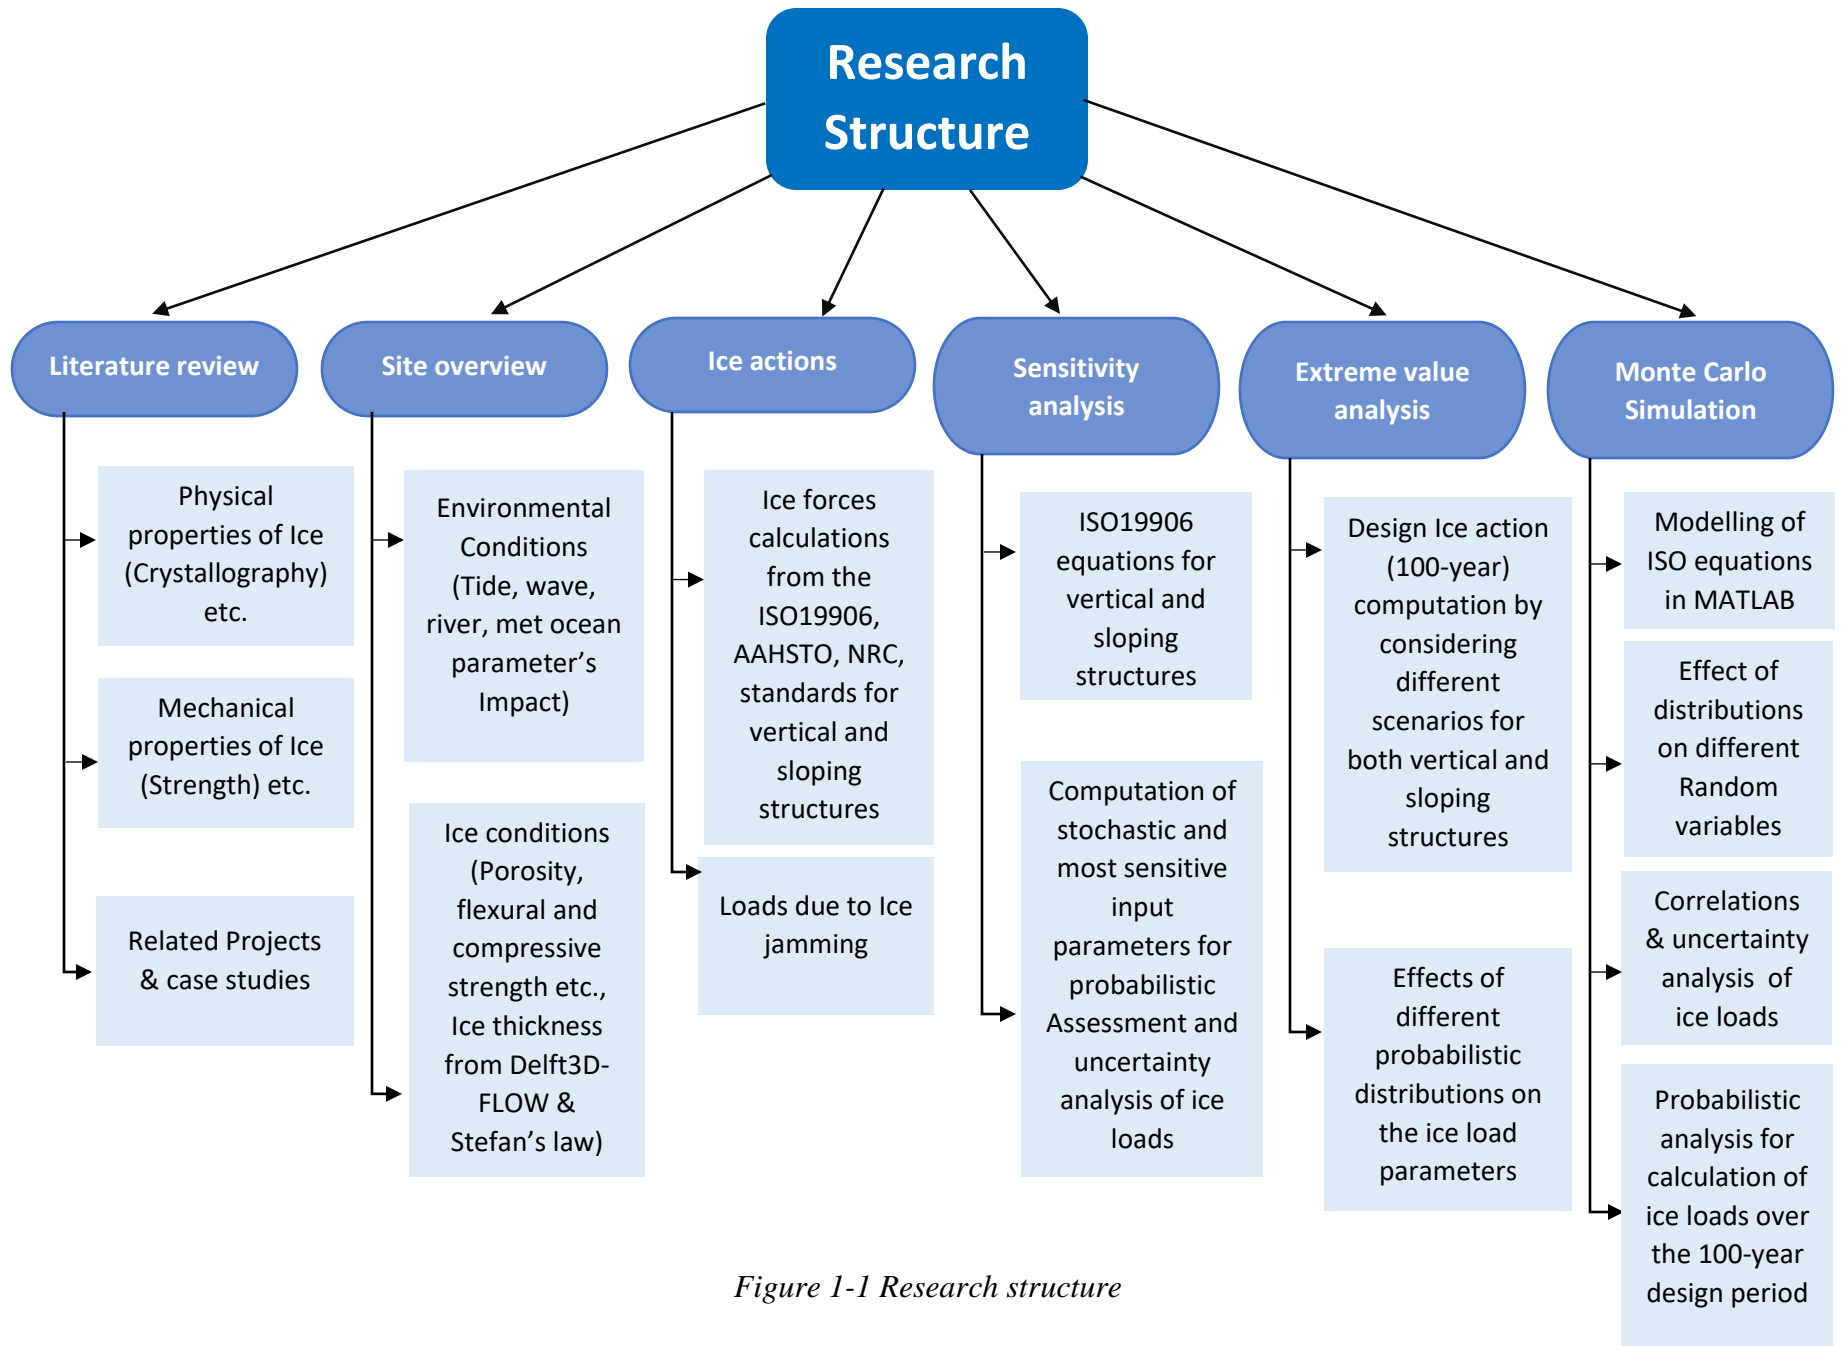 Research
Structure
Literature review
Physical
properties of Ice
(Crystallography)
etc.
Mechanical
properties of Ice
(Strength) etc.
Related Projects
& case studies
Site overview
Environmental
Conditions
(Tide, wave,
river, met ocean
parameter’s
Impact)
Ice conditions
(Porosity,
flexural and
compressive
strength etc.,
Ice thickness
from Delft3D-
FLOW &
Stefan’s law)
Ice actions
Ice forces
calculations
from the
ISO19906,
AAHSTO, NRC,
standards for
vertical and
sloping
structures
Loads due to Ice
jamming
Sensitivity
analysis
ISO19906
equations for
vertical and
sloping
structures
Computation of
stochastic and
most sensitive
input
parameters for
probabilistic
Assessment and
uncertainty
analysis of ice
loads
Extreme value
analysis
Design Ice action
(100-year)
computation by
considering
different
scenarios for
both vertical and
sloping
structures
Effects of
different
probabilistic
distributions on
the ice load
parameters
Monte Carlo
Simulation
Modelling of
ISO equations
in MATLAB
Effect of
distributions
on different
Random
variables
Correlations
& uncertainty
analysis of
ice loads
Probabilistic
analysis for
calculation of
ice loads over
the 100-year
design period
Figure 1-1 Research structure